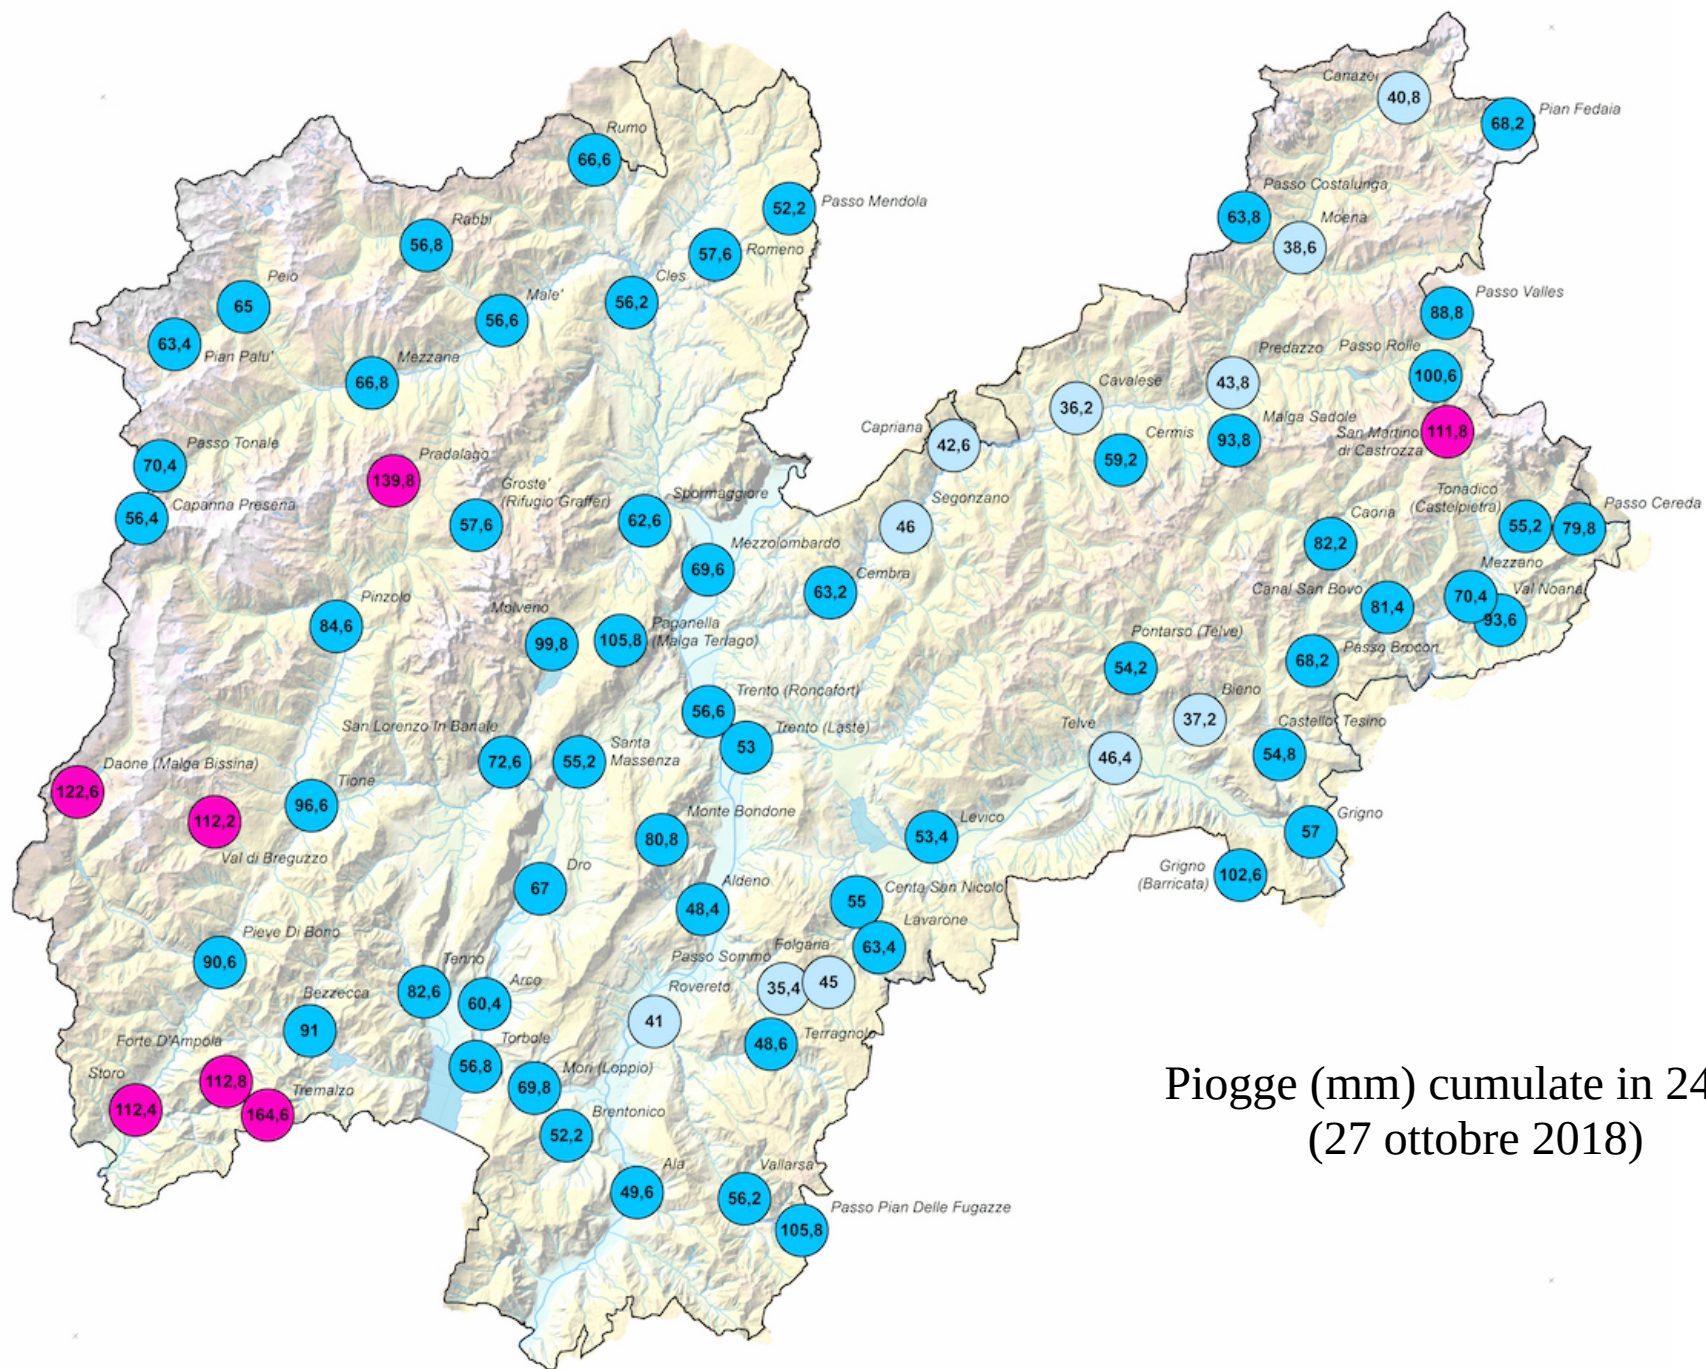 Canazei
40,8
Pian Fedaia
68,2
Rumo
66,6
Passo Costalunga
63,8
Moena
38,6
52,2
Passo Mendola
Rabbi
56,8
57,6
Romeno
Peio
65
Male'
56,6
Cles
56,2
Passo Valles
88,8
63,4
Pian Palu'
Mezzana
66,8
Predazzo
43,8
Passo Rolle
100,6
Cavalese
36,2
Malga Sadole
93,8
San Martino
di Castrozza
111,8
Capriana
42,6
Cermis
59,2
Passo Tonale
70,4
Pradalago
139,8
Capanna Presena
56,4
Groste'
(Rifugio Graffer)
57,6
Spormaggiore
62,6
Segonzano
46
Tonadico
(Castelpietra)
55,2
Passo Cereda
79,8
Caoria
82,2
Mezzolombardo
69,6
Cembra
63,2
Mezzano
70,4
Val Noana
93,6
Canal San Bovo
81,4
Pinzolo
84,6
Molveno
99,8
Paganella
(Malga Terlago)
105,8
Pontarso (Telve)
54,2
Passo Brocon
68,2
Trento (Roncafort)
56,6
Trento (Laste)
53
Bieno
37,2
Telve
46,4
Castello Tesino
54,8
San Lorenzo In Banale
72,6
Santa
Massenza
55,2
Daone (Malga Bissina)
122,6
Tione
96,6
112,2
Val di Breguzzo
Monte Bondone
80,8
Levico
53,4
Grigno
57
Grigno
(Barricata)
102,6
Dro
67
Aldeno
48,4
Centa San Nicolo'
55
Lavarone
63,4
Pieve Di Bono
90,6
Folgaria
45
Passo Sommo
35,4
Tenno
82,6
Arco
60,4
Rovereto
41
Bezzecca
91
Terragnolo
48,6
Forte D'Ampola
112,8
Torbole
56,8
Mori (Loppio)
69,8
Storo
112,4
Tremalzo
164,6
Brentonico
52,2
Ala
49,6
Vallarsa
56,2
Passo Pian Delle Fugazze
105,8
Piogge (mm) cumulate in 24
(27 ottobre 2018)